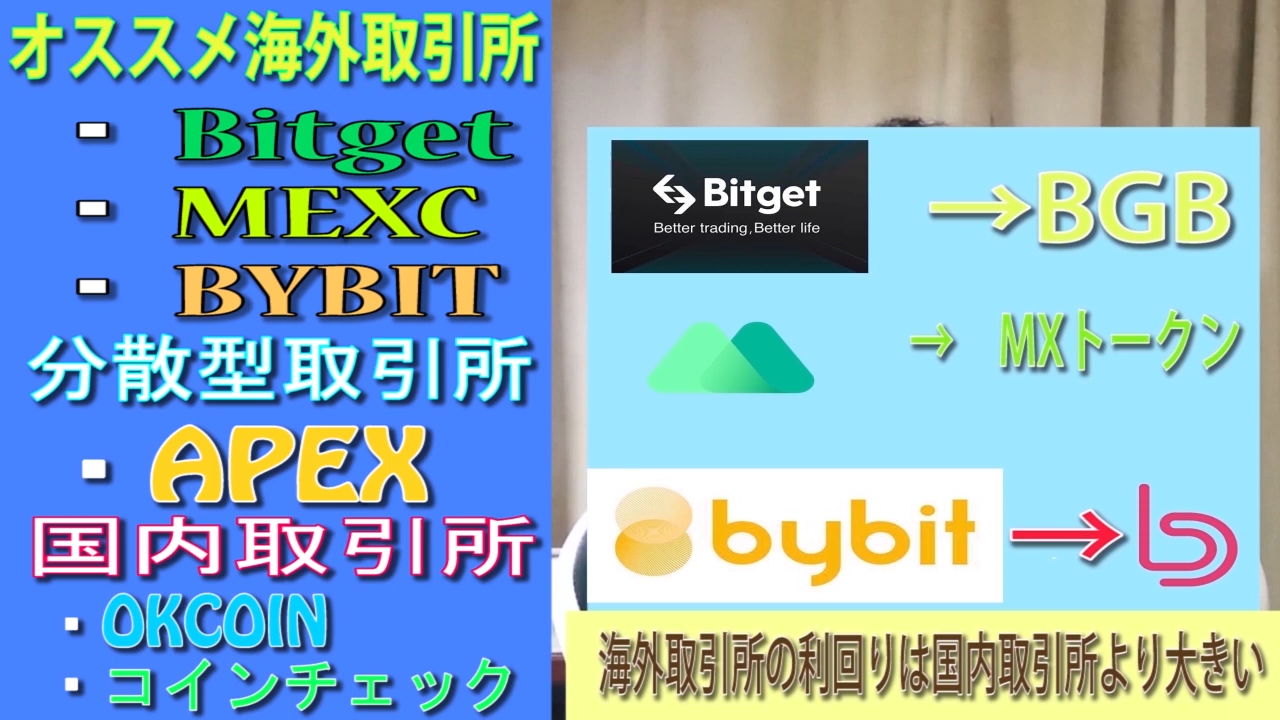 オススメ海外取引所
・ Bitget
・ MEXC
・ BYBIT
分散型取引所
・ APEX
国内取引所
・OKCOIN
・コインチェック
Bitget
Better trading, Better life
→BGB
→ MXトークン
bybit
→
海外取引所の利回りは国内取引所より大きい